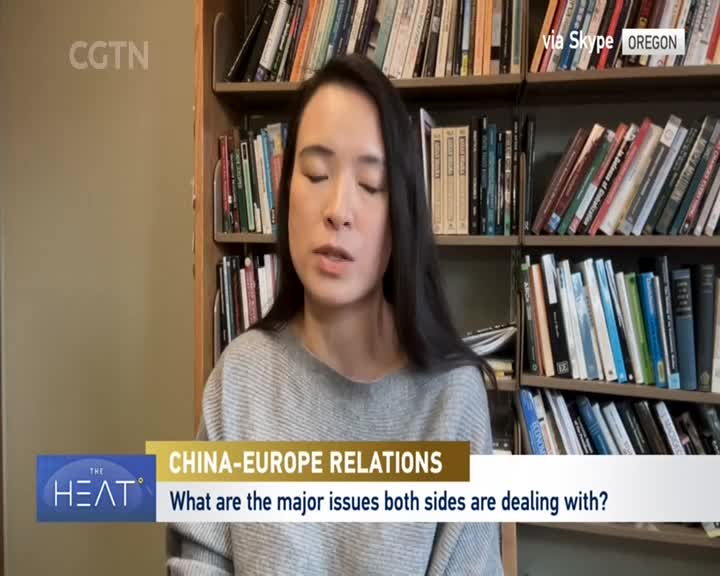 CGTN
via Skype OREGON
CHINA-EUROPE RELATIONS
THE
HEAT
What are the major issues both sides are dealing with?